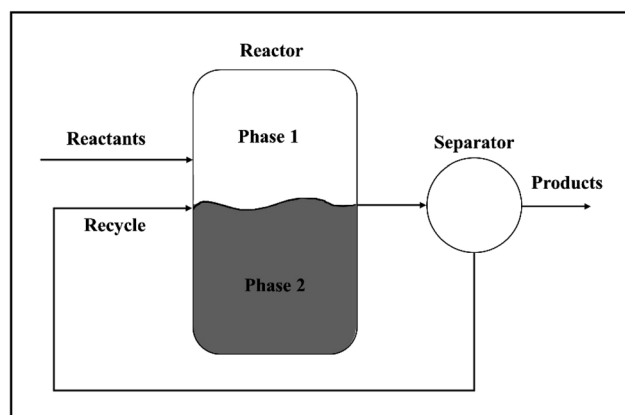 Reactor
Reactants
Phase 1
Separator
Products
Recycle
Phase 2